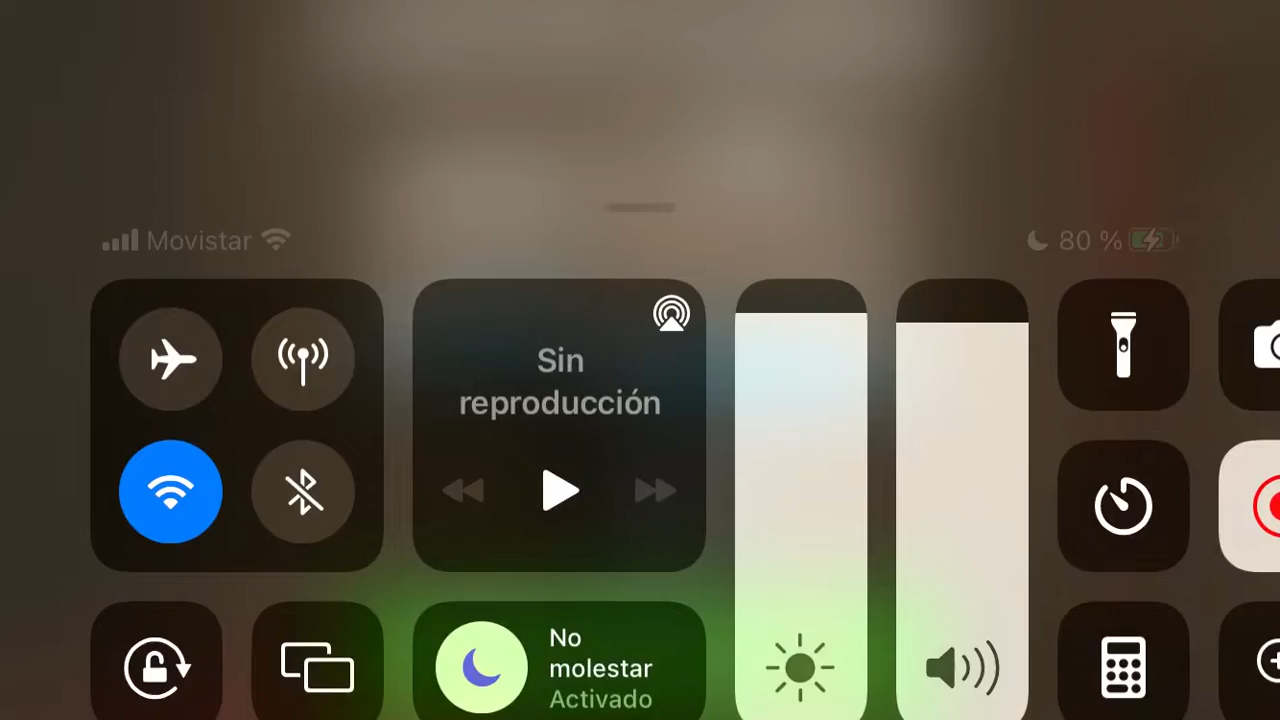 Movistar
80 %
Sin
reproducción
No
molestar
Activado